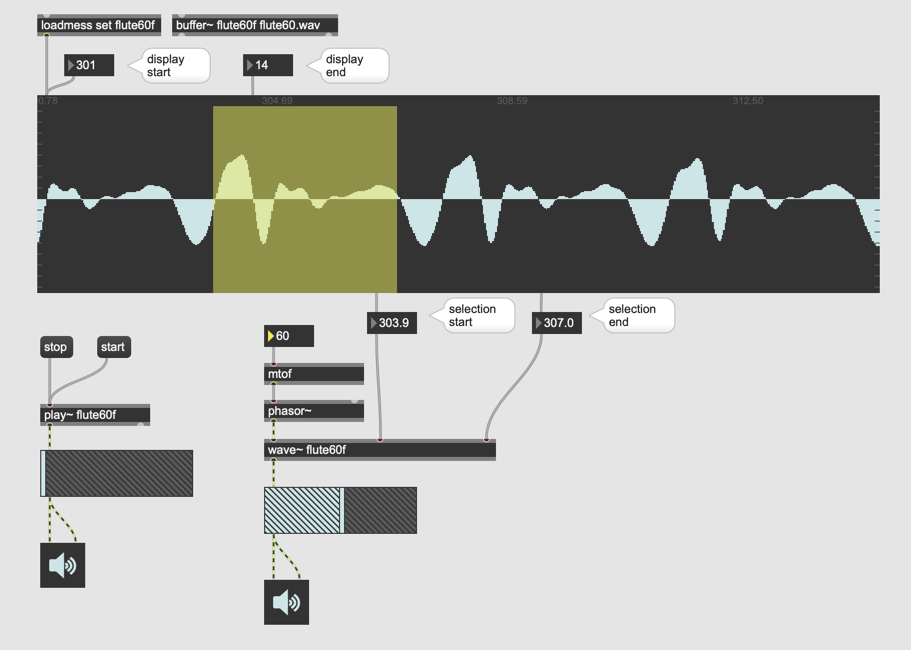 loadmess set flute60f
buffer~ flute60f flute60.wav
301
display
start
14
display
end
0.78
304.69
308.59
312.50
303.9
selection
start
307.0
selection
end
60
stop
start
mtof
play~ flute60f
phasor~
wave~ flute60f